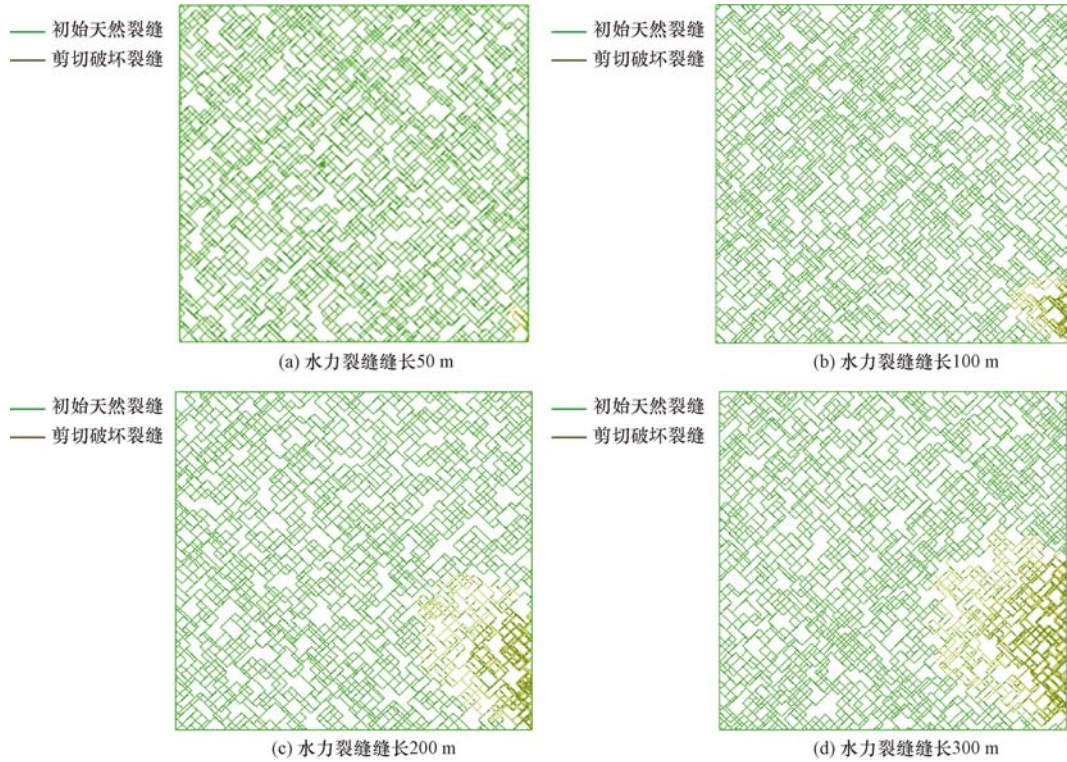 初始天然裂缝
剪切破坏裂缝
(a) 水力裂缝缝长50 m
初始天然裂缝
剪切破坏裂缝
(b) 水力裂缝缝长100 m
初始天然裂缝
剪切破坏裂缝
(c) 水力裂缝缝长200 m
初始天然裂缝
剪切破坏裂缝
(d) 水力裂缝缝长300 m